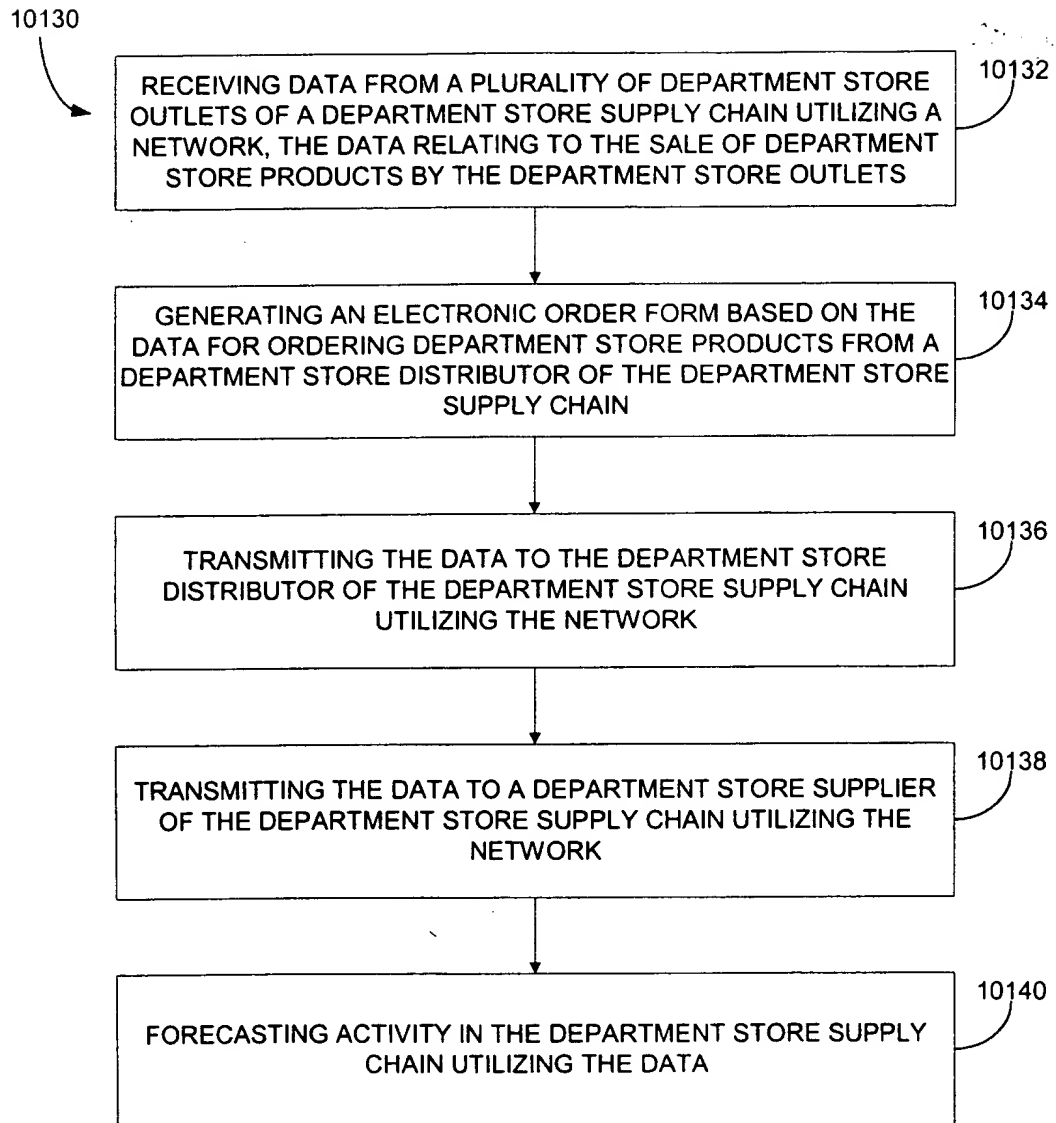 10130
10132
RECEIVING DATA FROM A PLURALITY OF DEPARTMENT STORE
OUTLETS OF A DEPARTMENT STORE SUPPLY CHAIN UTILIZING A
NETWORK, THE DATA RELATING TO THE SALE OF DEPARTMENT
STORE PRODUCTS BY THE DEPARTMENT STORE OUTLETS
10134
GENERATING AN ELECTRONIC ORDER FORM BASED ON THE
DATA FOR ORDERING DEPARTMENT STORE PRODUCTS FROM A
DEPARTMENT STORE DISTRIBUTOR OF THE DEPARTMENT STORE
SUPPLY CHAIN
10136
TRANSMITTING THE DATA TO THE DEPARTMENT STORE
DISTRIBUTOR OF THE DEPARTMENT STORE SUPPLY CHAIN
UTILIZING THE NETWORK
10138
TRANSMITTING THE DATA TO A DEPARTMENT STORE SUPPLIER
OF THE DEPARTMENT STORE SUPPLY CHAIN UTILIZING THE
NETWORK
10140
FORECASTING ACTIVITY IN THE DEPARTMENT STORE SUPPLY
CHAIN UTILIZING THE DATA